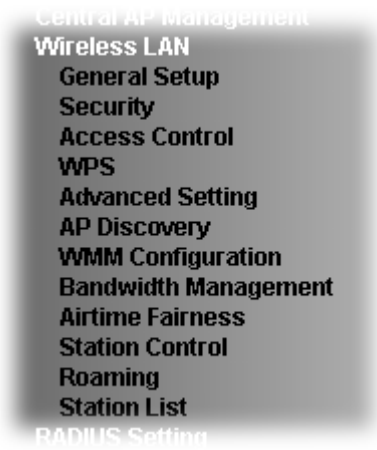 Central AP Management
Wireless LAN
General Setup
Security
Access Control
WPS
Advanced Setting
AP Discovery
WMM Configuration
Bandwidth Management
Airtime Fairness
Station Control
Roaming
Station List
RADIUS Setting